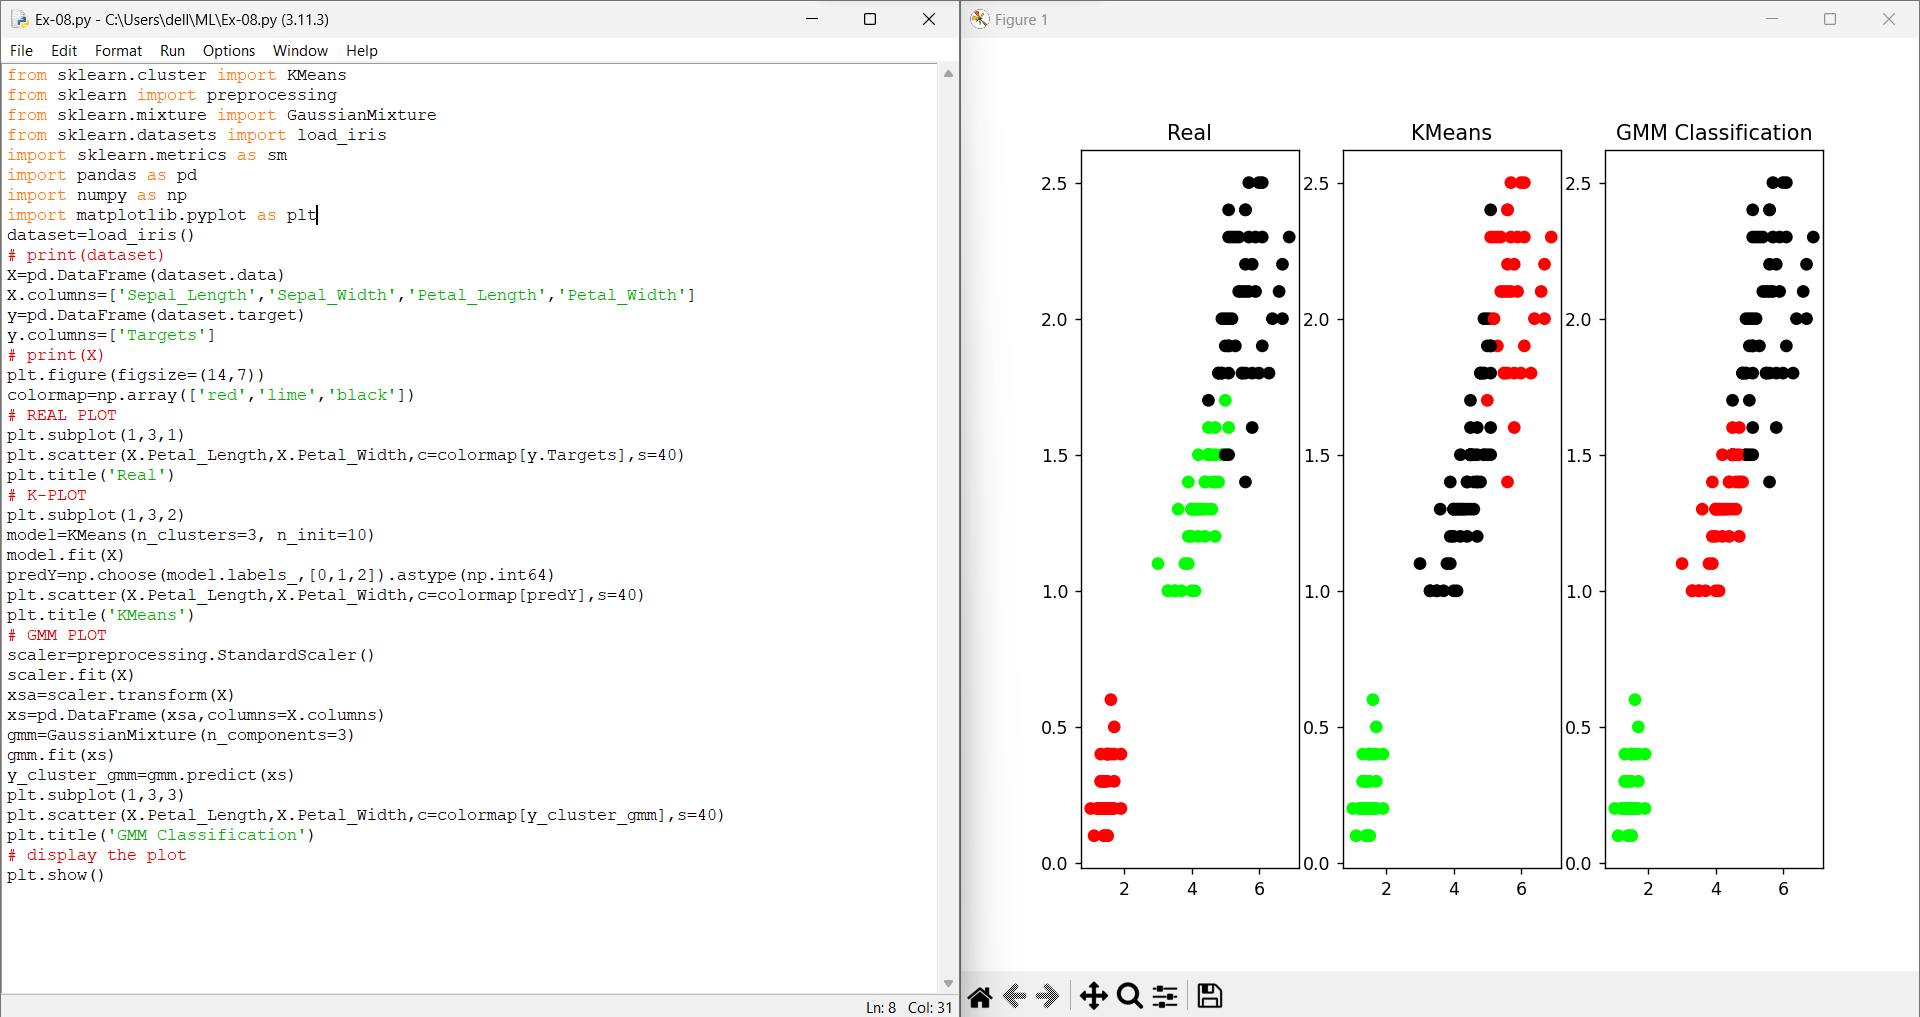 Ex-08.py - C:\Users\dell\ML\Ex-08.py (3.11.3)
File Edit Format Run Options Window Help
from sklearn.cluster import KMeans
from sklearn import preprocessing
from sklearn.mixture import GaussianMixture
from sklearn.datasets import load_iris
import sklearn.metrics as sm
import pandas as pd
import numpy as np
import matplotlib.pyplot as plt
dataset=load_iris()
# print(dataset)
X=pd.DataFrame(dataset.data)
X.columns=['Sepal_Length','Sepal_Width','Petal_Length','Petal_Width']
y=pd.DataFrame(dataset.target)
y.columns=['Targets']
# print(X)
plt.figure(figsize=(14,7))
colormap=np.array(['red','lime','black'])
# REAL PLOT
plt.subplot(1,3,1)
plt.scatter(X.Petal_Length,X.Petal_Width,c=colormap[y.Targets],s=40)
plt.title('Real')
# K-PLOT
plt.subplot(1,3,2)
model=KMeans(n_clusters=3, n_init=10)
model.fit(X)
predY=np.choose(model.labels_,[0,1,2]).astype(np.int64)
plt.scatter(X.Petal_Length,X.Petal_Width,c=colormap[predY],s=40)
plt.title('KMeans')
# GMM PLOT
scaler=preprocessing.StandardScaler()
scaler.fit(X)
xsa=scaler.transform(X)
xs=pd.DataFrame(xsa,columns=X.columns)
gmm=GaussianMixture(n_components=3)
gmm.fit(xs)
y_cluster_gmm=gmm.predict(xs)
plt.subplot(1,3,3)
plt.scatter(X.Petal_Length,X.Petal_Width,c=colormap[y_cluster_gmm],s=40)
plt.title('GMM Classification')
# display the plot
plt.show()
Ln: 8 Col: 31
Figure 1
Real
2.5
2.0
1.5
1.0
0.5
0.0
2 4 6
KMeans
2.5
2.0
1.5
1.0
0.5
0.0
2 4 6
GMM Classification
2.5
2.0
1.5
1.0
0.5
0.0
2 4 6